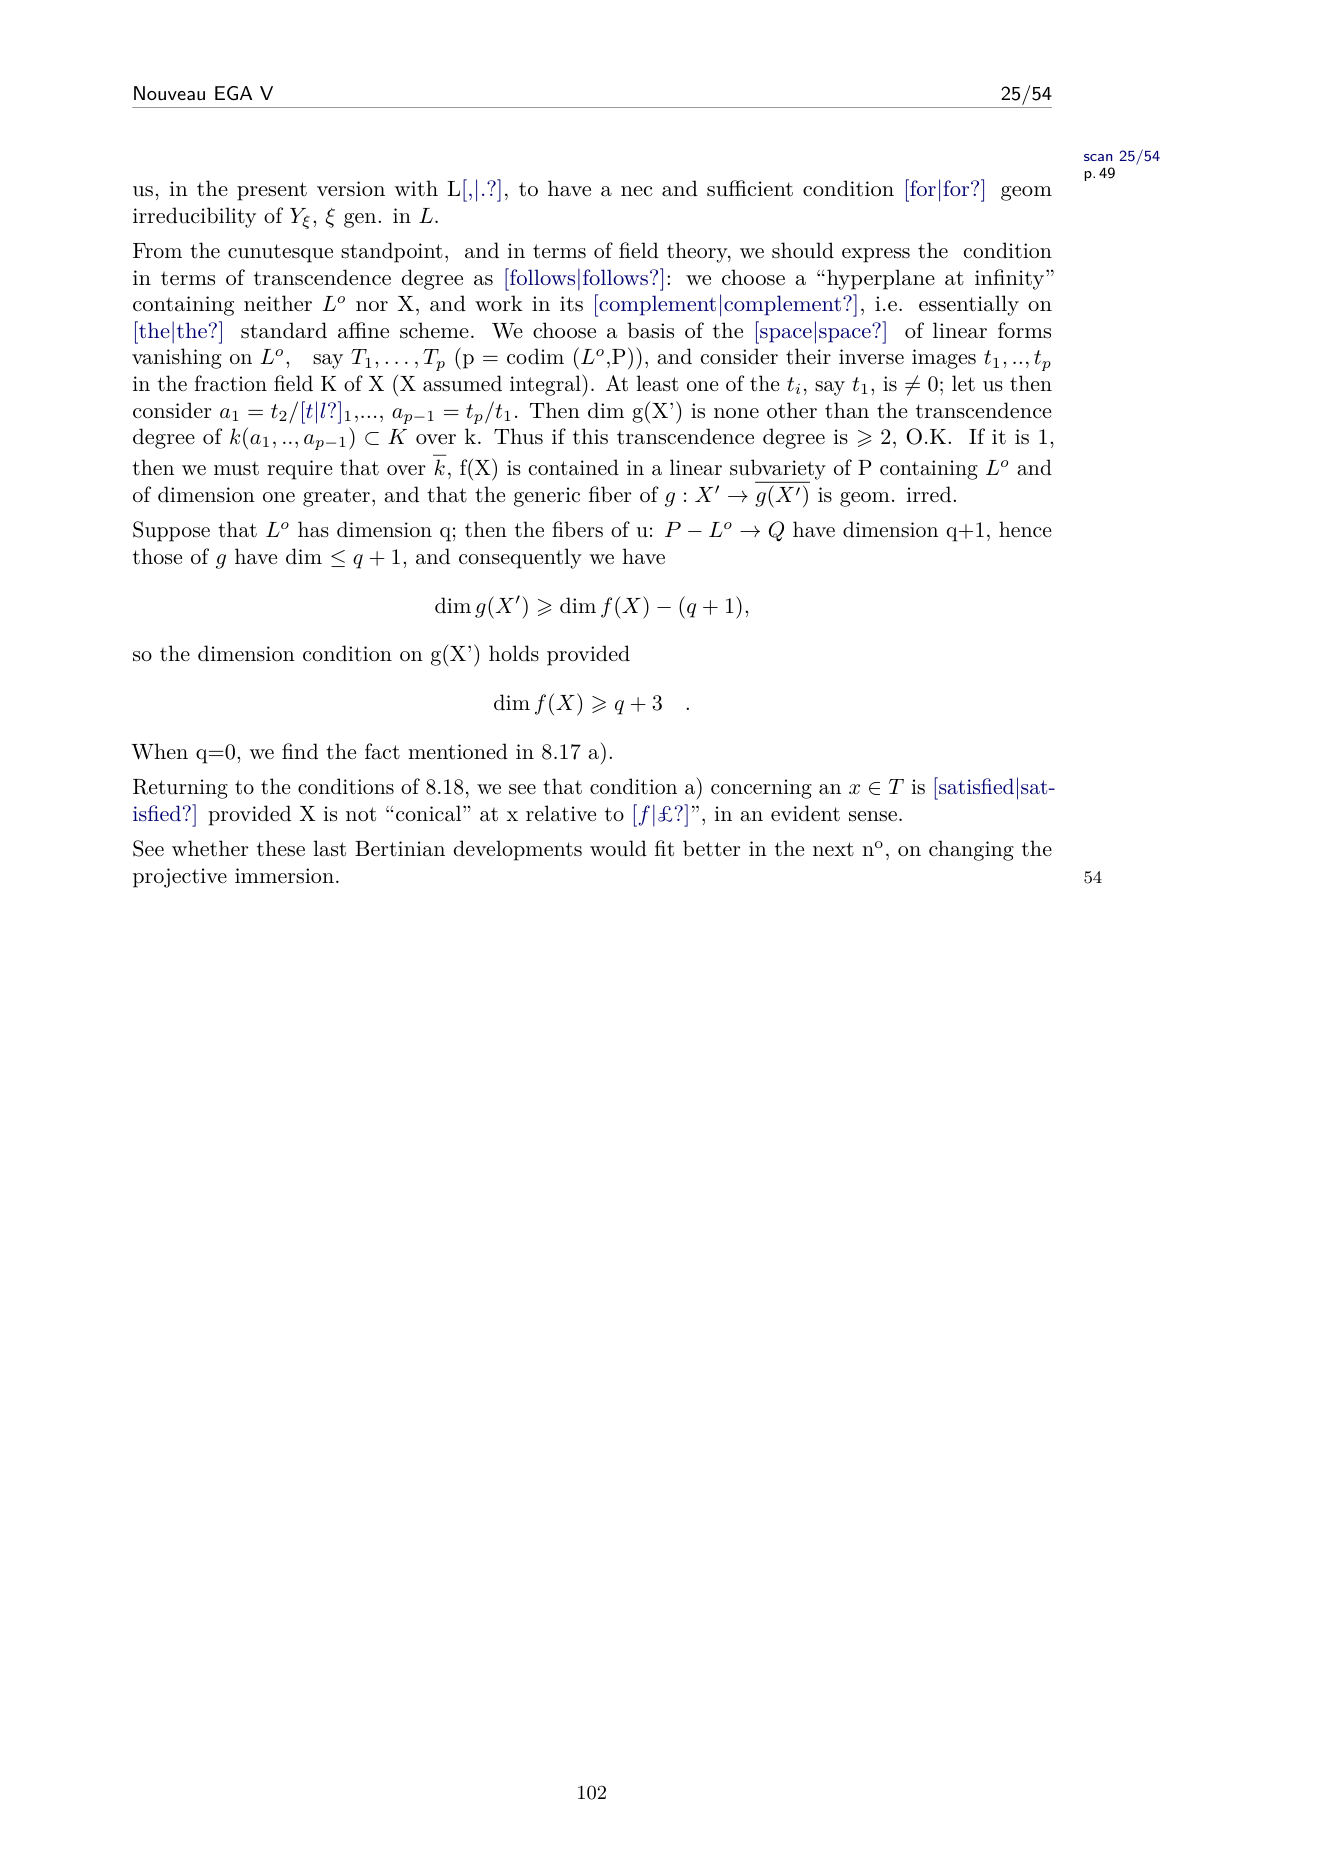 Nouveau EGA V 25/54
scan 25/54
p. 49
us, in the present version with L[,|.?], to have a nec and sufficient condition [for|for?] geom
irreducibility of Y_ξ, ξ gen. in L.
From the cunutesque standpoint, and in terms of field theory, we should express the condition
in terms of transcendence degree as [follows|follows?]: we choose a “hyperplane at infinity”
containing neither L^o nor X, and work in its [complement|complement?], i.e. essentially on
[the|the?] standard affine scheme. We choose a basis of the [space|space?] of linear forms
vanishing on L^o, say T_1, . . . , T_p (p = codim (L^o,P)), and consider their inverse images t_1, .., t_p
in the fraction field K of X (X assumed integral). At least one of the t_i, say t_1, is ≠ 0; let us then
consider a_1 = t_2/[t|l?]_1,..., a_{p−1} = t_p/t_1. Then dim g(X’) is none other than the transcendence
degree of k(a_1, .., a_{p−1}) ⊂ K over k. Thus if this transcendence degree is ⩾ 2, O.K. If it is 1,
then we must require that over \overline{k}, f(X) is contained in a linear subvariety of P containing L^o and
of dimension one greater, and that the generic fiber of g : X′ → \overline{g(X′)} is geom. irred.
Suppose that L^o has dimension q; then the fibers of u: P − L^o → Q have dimension q+1, hence
those of g have dim ≤ q + 1, and consequently we have
dim g(X′) ⩾ dim f(X) − (q + 1),
so the dimension condition on g(X’) holds provided
dim f(X) ⩾ q + 3 .
When q=0, we find the fact mentioned in 8.17 a).
Returning to the conditions of 8.18, we see that condition a) concerning an x ∈ T is [satisfied|sat-
isfied?] provided X is not “conical” at x relative to [f|£?]”, in an evident sense.
See whether these last Bertinian developments would fit better in the next n^o, on changing the
projective immersion.
54
102